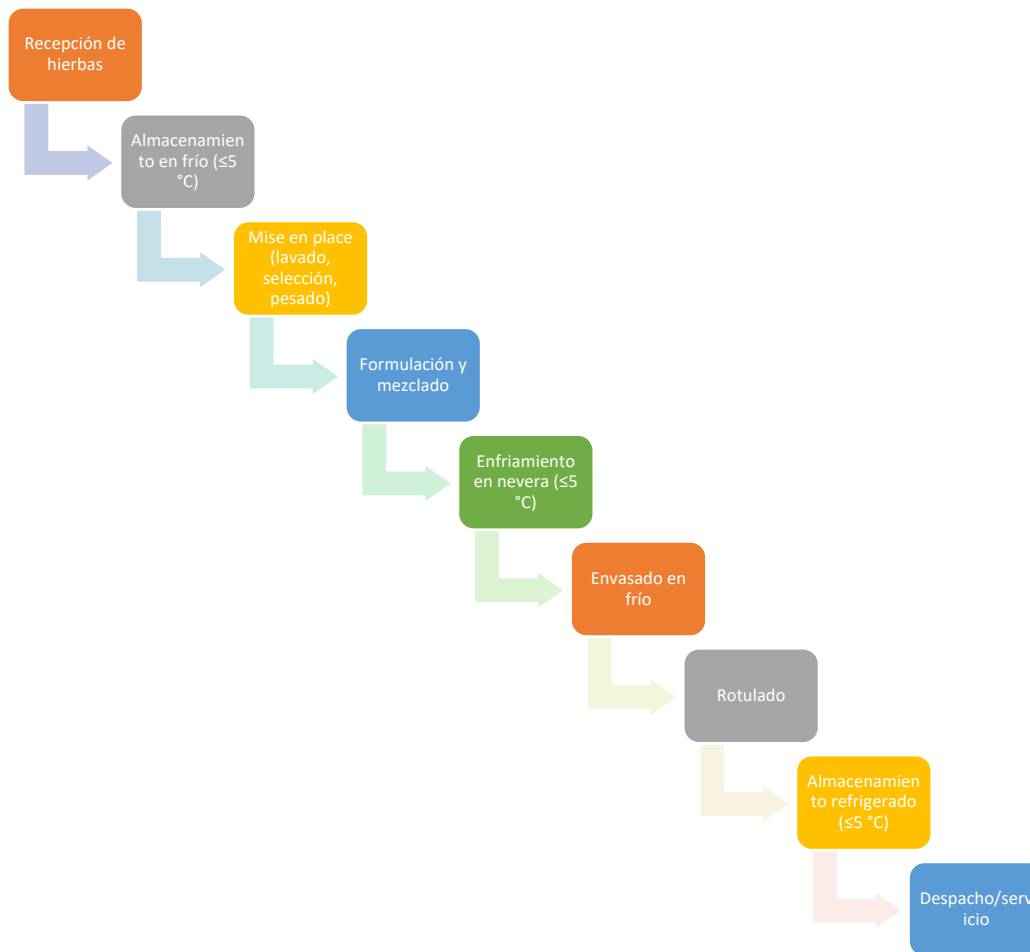 Recepción de
hierbas
Almacenamien
to en frío (≤5
°C)
Mise en place
(lavado,
selección,
pesado)
Formulación y
mezclado
Enfriamiento
en nevera (≤5
°C)
Envasado en
frío
Rotulado
Almacenamien
to refrigerado
(≤5 °C)
Despacho/serv
icio